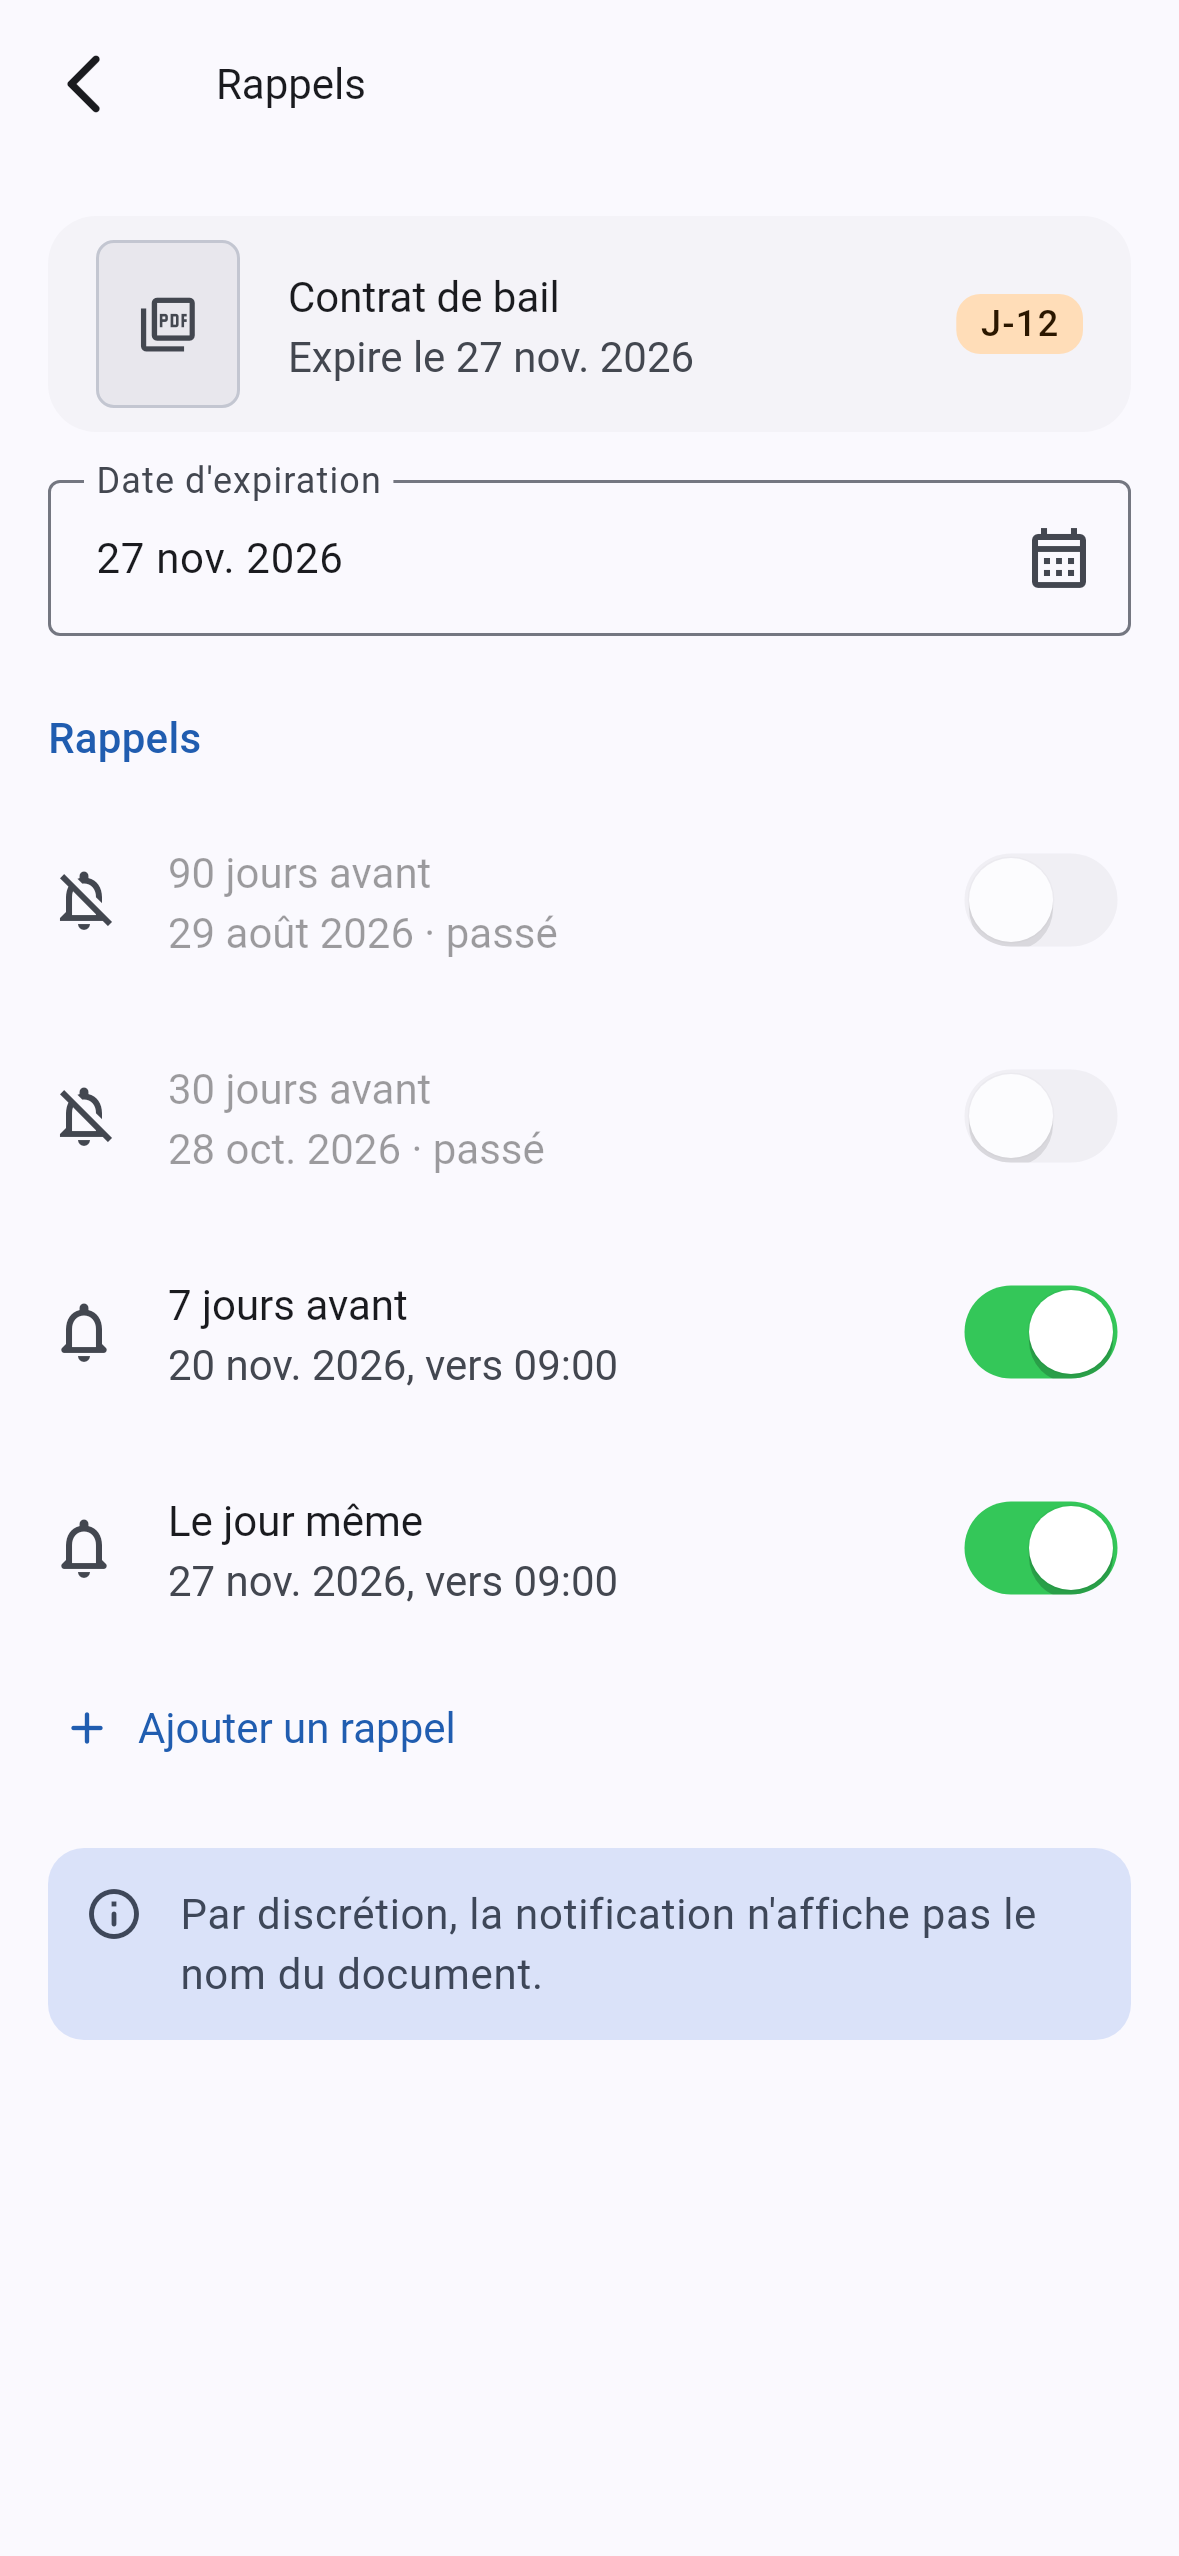 Rappels
PDF
Contrat de bail
Expire le 27 nov. 2026
J-12
Date d'expiration
27 nov. 2026
Rappels
90 jours avant
29 août 2026 · passé
30 jours avant
28 oct. 2026 · passé
7 jours avant
20 nov. 2026, vers 09:00
Le jour même
27 nov. 2026, vers 09:00
Ajouter un rappel
Par discrétion, la notification n'affiche pas le
nom du document.